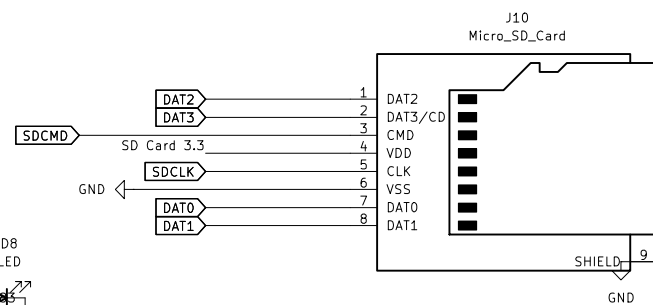 J10
Micro_SD_Card
DAT2 1 DAT2
DAT3 2 DAT3/CD
SDCMD 3 CMD
SD Card 3.3 4 VDD
SDCLK 5 CLK
GND 6 VSS
DAT0 7 DAT0
DAT1 8 DAT1
D8
LED
SHIELD 9
GND